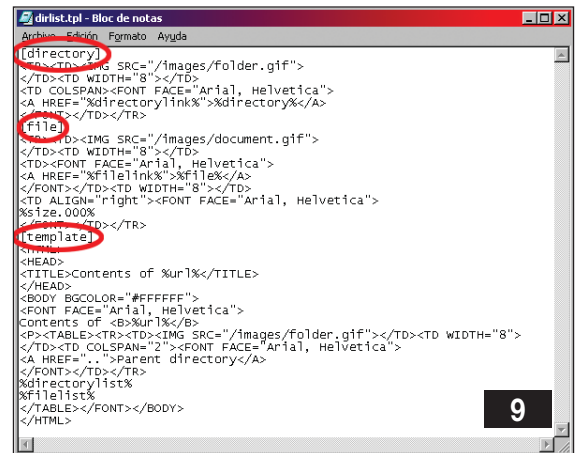 dirlist.tpl - Bloc de notas
Archivo Edición Formato Ayuda
[directory]
<TR><TD><IMG SRC="/images/folder.gif">
</TD><TD WIDTH="8"></TD>
<TD COLSPAN><FONT FACE="Arial, Helvetica">
<A HREF="%directorylink%">%directory%</A>
</FONT></TD></TR>
[file]
<TR><TD><IMG SRC="/images/document.gif">
</TD><TD WIDTH="8"></TD>
<TD><FONT FACE="Arial, Helvetica">
<A HREF="%filelink%">%file%</A>
</FONT></TD><TD WIDTH="8"></TD>
<TD ALIGN="right"><FONT FACE="Arial, Helvetica">
%size.000%
</FONT></TD></TR>
[template]
<HTML>
<HEAD>
<TITLE>Contents of %url%</TITLE>
</HEAD>
<BODY BGCOLOR="#FFFFFF">
<FONT FACE="Arial, Helvetica">
Contents of <B>%url%</B>
<P><TABLE><TR><TD><IMG SRC="/images/folder.gif"></TD><TD WIDTH="8">
</TD><TD COLSPAN="2"><FONT FACE="Arial, Helvetica">
<A HREF="..">Parent directory</A>
</FONT></TD></TR>
%directorylist%
%filelist%
</TABLE></FONT></BODY>
</HTML>
9